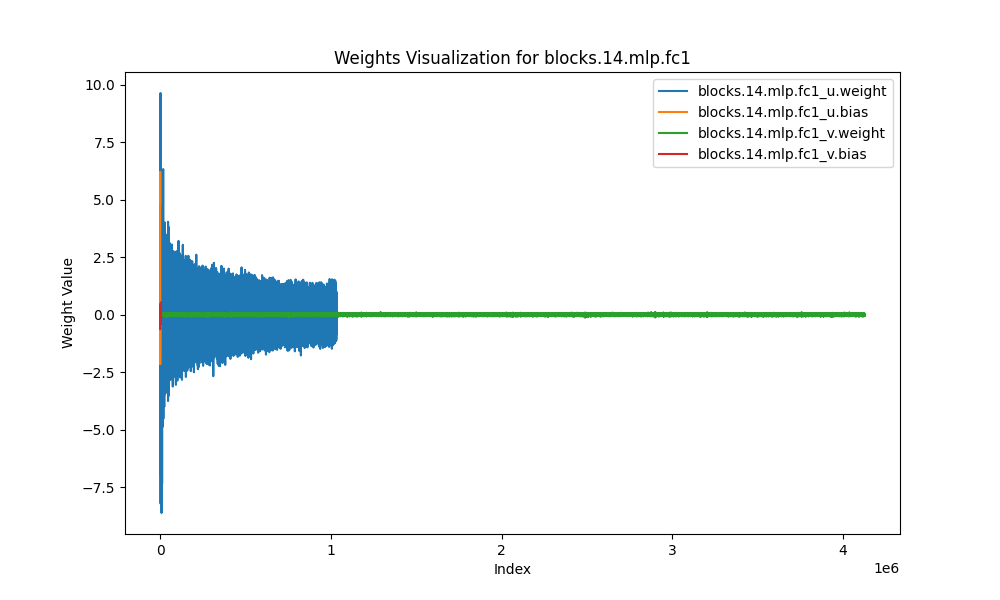 Weights Visualization for blocks.14.mlp.fc1
blocks.14.mlp.fc1_u.weight
blocks.14.mlp.fc1_u.bias
blocks.14.mlp.fc1_v.weight
blocks.14.mlp.fc1_v.bias
Weight Value
10.0
7.5
5.0
2.5
0.0
−2.5
−5.0
−7.5
0
1
2
3
4
1e6
Index